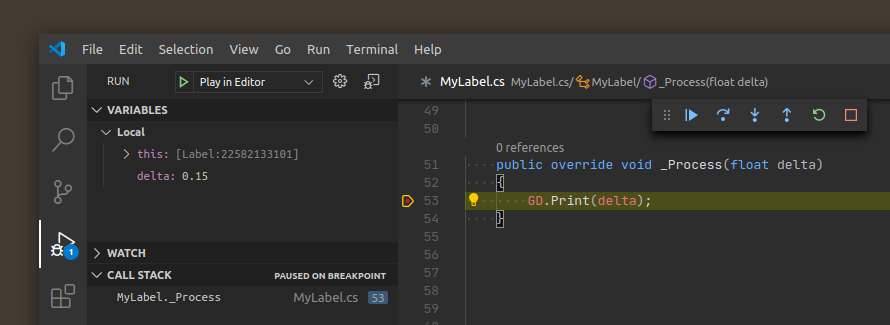 File Edit Selection View Go Run Terminal Help
RUN Play in Editor
MyLabel.cs MyLabel.cs/ MyLabel/ _Process(float delta)
VARIABLES
Local
this: [Label:22582133101]
delta: 0.15
WATCH
CALL STACK PAUSED ON BREAKPOINT
MyLabel._Process MyLabel.cs 53
1
49
50
0 references
51 public override void _Process(float delta)
52 {
53 GD.Print(delta);
54 }
55
56
57
58
59